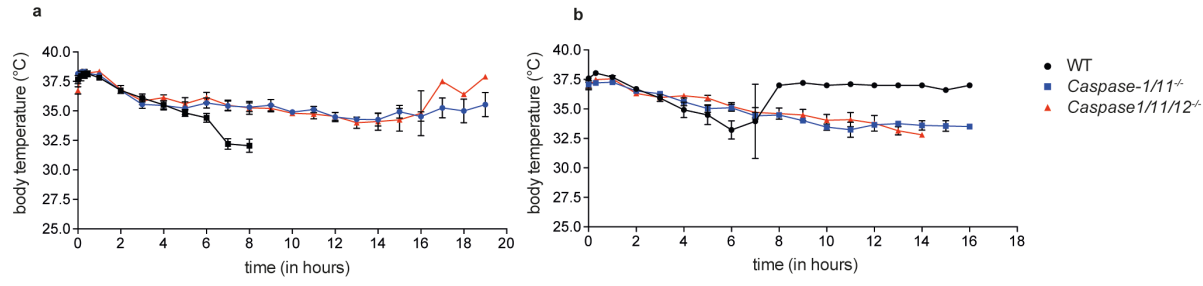 a
40.0
37.5
35.0
32.5
30.0
27.5
25.0
body temperature (°C)
0 2 4 6 8 10 12 14 16 18 20
time (in hours)
b
40.0
37.5
35.0
32.5
30.0
27.5
25.0
body temperature (°C)
0 2 4 6 8 10 12 14 16 18
time (in hours)
WT
Caspase-1/11-/-
Caspase1/11/12-/-